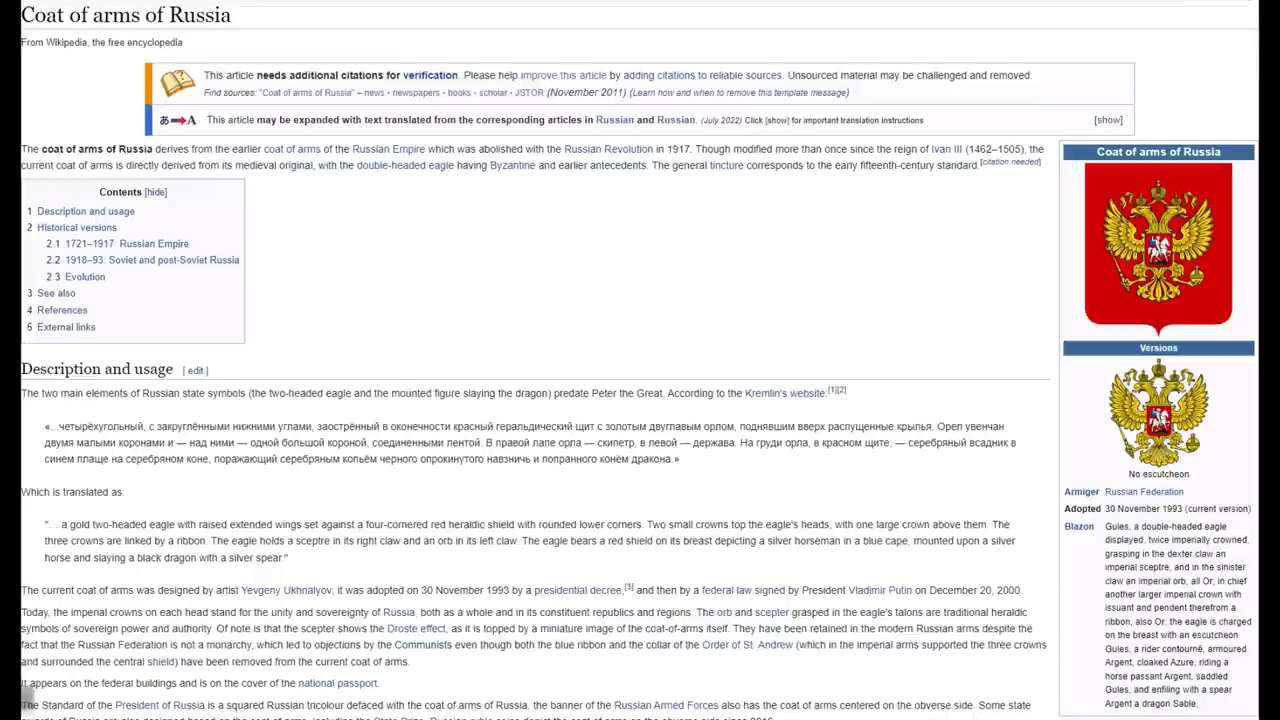 Coat of arms of Russia
From Wikipedia, the free encyclopedia
This article needs additional citations for verification. Please help improve this article by adding citations to reliable sources. Unsourced material may be challenged and removed.
Find sources: "Coat of arms of Russia" – news · newspapers · books · scholar · JSTOR (November 2011) (Learn how and when to remove this template message)
あ➡A This article may be expanded with text translated from the corresponding articles in Russian and Russian. (July 2022) Click [show] for important translation instructions [show]
The coat of arms of Russia derives from the earlier coat of arms of the Russian Empire which was abolished with the Russian Revolution in 1917. Though modified more than once since the reign of Ivan III (1462–1505), the
current coat of arms is directly derived from its medieval original, with the double-headed eagle having Byzantine and earlier antecedents. The general tincture corresponds to the early fifteenth-century standard.[citation needed]
Contents [hide]
1 Description and usage
2 Historical versions
2.1 1721–1917: Russian Empire
2.2 1918–93: Soviet and post-Soviet Russia
2.3 Evolution
3 See also
4 References
5 External links
Description and usage [ edit ]
The two main elements of Russian state symbols (the two-headed eagle and the mounted figure slaying the dragon) predate Peter the Great. According to the Kremlin's website:[1][2]
«...четырёхугольный, с закруглёнными нижними углами, заострённый в оконечности красный геральдический щит с золотым двуглавым орлом, поднявшим вверх распущенные крылья. Орел увенчан
двумя малыми коронами и — над ними — одной большой короной, соединенными лентой. В правой лапе орла — скипетр, в левой — держава. На груди орла, в красном щите, — серебряный всадник в
синем плаще на серебряном коне, поражающий серебряным копьём черного опрокинутого навзничь и попранного конём дракона.»
Which is translated as:
"... a gold two-headed eagle with raised extended wings set against a four-cornered red heraldic shield with rounded lower corners. Two small crowns top the eagle's heads, with one large crown above them. The
three crowns are linked by a ribbon. The eagle holds a sceptre in its right claw and an orb in its left claw. The eagle bears a red shield on its breast depicting a silver horseman in a blue cape, mounted upon a silver
horse and slaying a black dragon with a silver spear."
The current coat of arms was designed by artist Yevgeny Ukhnalyov; it was adopted on 30 November 1993 by a presidential decree,[3] and then by a federal law signed by President Vladimir Putin on December 20, 2000.
Today, the imperial crowns on each head stand for the unity and sovereignty of Russia, both as a whole and in its constituent republics and regions. The orb and scepter grasped in the eagle's talons are traditional heraldic
symbols of sovereign power and authority. Of note is that the scepter shows the Droste effect, as it is topped by a miniature image of the coat-of-arms itself. They have been retained in the modern Russian arms despite the
fact that the Russian Federation is not a monarchy, which led to objections by the Communists even though both the blue ribbon and the collar of the Order of St. Andrew (which in the imperial arms supported the three crowns
and surrounded the central shield) have been removed from the current coat of arms.
It appears on the federal buildings and is on the cover of the national passport.
The Standard of the President of Russia is a squared Russian tricolour defaced with the coat of arms of Russia, the banner of the Russian Armed Forces also has the coat of arms centered on the obverse side. Some state
Coat of arms of Russia
Versions
No escutcheon
Armiger Russian Federation
Adopted 30 November 1993 (current version)
Blazon Gules, a double-headed eagle
displayed, twice imperially crowned,
grasping in the dexter claw an
imperial sceptre, and in the sinister
claw an imperial orb, all Or; in chief
another larger imperial crown with
issuant and pendent therefrom a
ribbon, also Or; the eagle is charged
on the breast with an escutcheon
Gules, a rider contourné, armoured
Argent, cloaked Azure, riding a
horse passant Argent, saddled
Gules, and enfiling with a spear
Argent a dragon Sable.